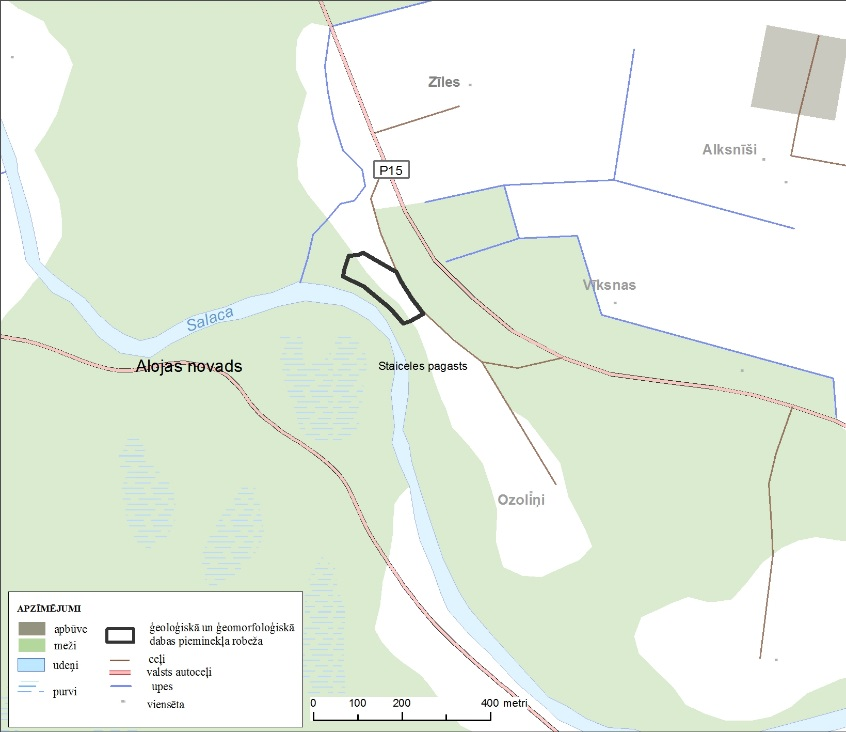 Zīles
Alksnīši
P15
Vīksnas
Salaca
Alojas novads
Staiceles pagasts
Ozoliņi
APZĪMĒJUMI
apbūve
meži
ūdeņi
purvi
ģeoloģiskā un ģeomorfoloģiskā
dabas pieminekļa robeža
ceļi
valsts autoceļi
upes
viensēta
0 100 200 400 metri